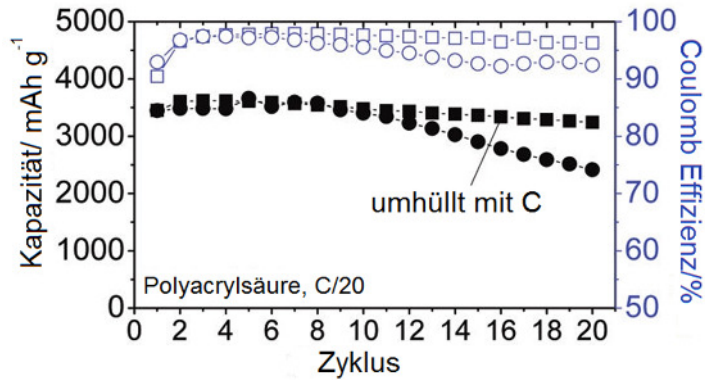 Kapazität/ mAh g⁻¹
5000
4000
3000
2000
1000
0
100
90
80
70
60
50
Coulomb Effizienz/%
umhüllt mit C
Polyacrylsäure, C/20
0 2 4 6 8 10 12 14 16 18 20
Zyklus